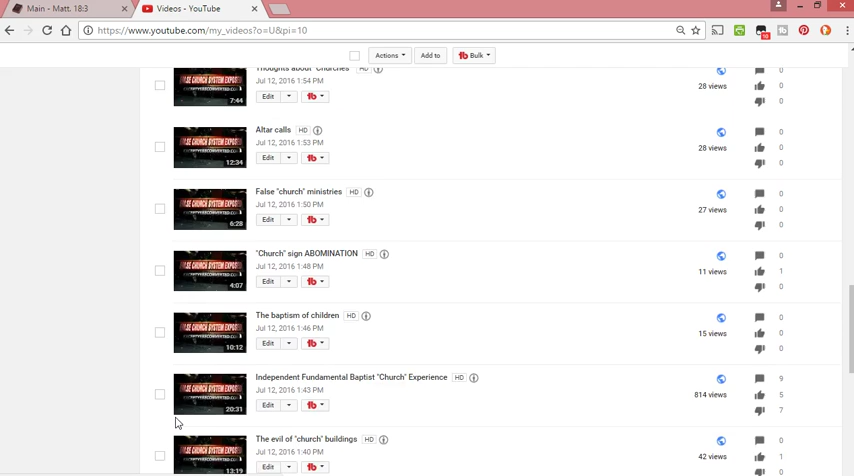 Main - Matt. 18:3
Videos - YouTube
https://www.youtube.com/my_videos?o=U&pi=10
10
Actions
Add to
Bulk
Thoughts about "Churches" HD
Jul 12, 2016 1:54 PM
28 views
0
0
0
Edit
7:44
Altar calls HD
Jul 12, 2016 1:53 PM
28 views
0
0
0
Edit
12:34
False "church" ministries HD
Jul 12, 2016 1:50 PM
27 views
0
0
0
Edit
6:28
"Church" sign ABOMINATION HD
Jul 12, 2016 1:48 PM
11 views
0
1
0
Edit
4:07
The baptism of children HD
Jul 12, 2016 1:46 PM
15 views
0
0
0
Edit
10:12
Independent Fundamental Baptist "Church" Experience HD
Jul 12, 2016 1:43 PM
814 views
9
5
7
Edit
20:31
The evil of "church" buildings HD
Jul 12, 2016 1:40 PM
42 views
0
1
0
Edit
13:19